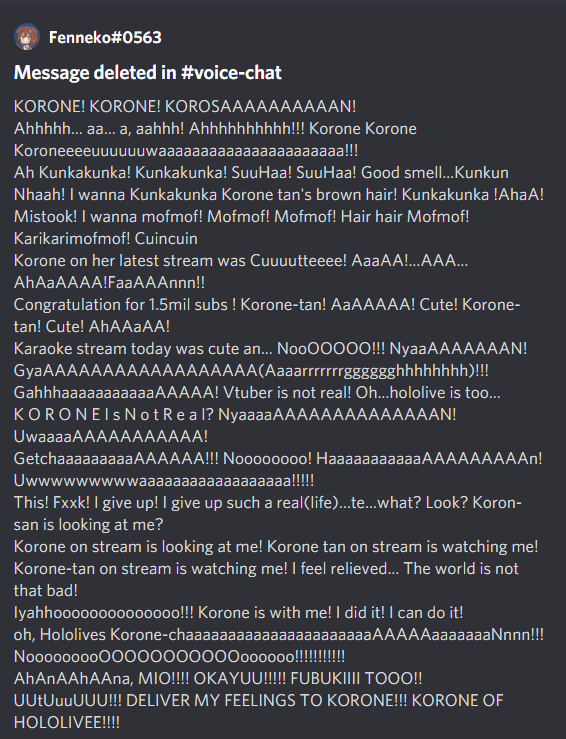 Fenneko#0563
Message deleted in #voice-chat
KORONE! KORONE! KOROSAAAAAAAAAAN!
Ahhhhh... aa... a, aahhh! Ahhhhhhhhhh!!! Korone Korone
Koroneeeeuuuuuuwaaaaaaaaaaaaaaaaaaaaaa!!!
Ah Kunkakunka! Kunkakunka! SuuHaa! SuuHaa! Good smell...Kunkun
Nhaah! I wanna Kunkakunka Korone tan's brown hair! Kunkakunka !AhaA!
Mistook! I wanna mofmof! Mofmof! Mofmof! Hair hair Mofmof!
Karikarimofmof! Cuincuin
Korone on her latest stream was Cuuuutteeee! AaaAA!...AAA...
AhAaAAAA!FaaAAAnnn!!
Congratulation for 1.5mil subs ! Korone-tan! AaAAAAA! Cute! Korone-
tan! Cute! AhAAaAA!
Karaoke stream today was cute an... NooOOOOO!!! NyaaAAAAAAAN!
GyaAAAAAAAAAAAAAAAAAA(Aaarrrrrrrgggggghhhhhhhh)!!!
Gahhhaaaaaaaaaaaaaaa! Vtuber is not real! Oh...hololive is too...
K O R O N E I s N o t R e a l? NyaaaaAAAAAAAAAAAAAAN!
UwaaaaAAAAAAAAAAA!
GetchaaaaaaaaaAAAAAA!!! Nooooooo! HaaaaaaaaaaaAAAAAAAAAn!
Uwwwwwwwwwaaaaaaaaaaaaaaaaaa!!!!!
This! Fxxk! I give up! I give up such a real(life)...te...what? Look? Koron-
san is looking at me?
Korone on stream is looking at me! Korone tan on stream is watching me!
Korone-tan on stream is watching me! I feel relieved... The world is not
that bad!
Iyahhoooooooooooooo!!! Korone is with me! I did it! I can do it!
oh, Hololives Korone-chaaaaaaaaaaaaaaaaaaaaaaAAAAAaaaaaaaNnnn!!!
NooooooooOOOOOOOOOOOoooooo!!!!!!!!!!!
AhAnAAhAAna, MIO!!!! OKAYUU!!!!! FUBUKIIII TOOO!!
UUtUuuUUU!!! DELIVER MY FEELINGS TO KORONE!!! KORONE OF
HOLOLIVEE!!!!